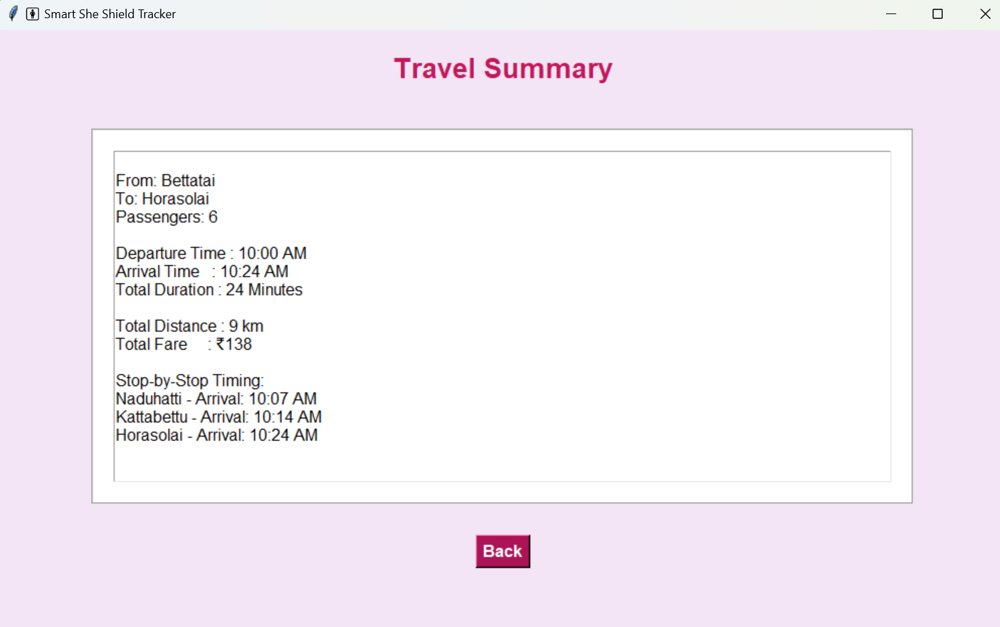 Smart She Shield Tracker
Travel Summary
From: Bettatai
To: Horasolai
Passengers: 6
Departure Time : 10:00 AM
Arrival Time   : 10:24 AM
Total Duration : 24 Minutes
Total Distance : 9 km
Total Fare     : ₹138
Stop-by-Stop Timing:
Naduhatti - Arrival: 10:07 AM
Kattabettu - Arrival: 10:14 AM
Horasolai - Arrival: 10:24 AM
Back